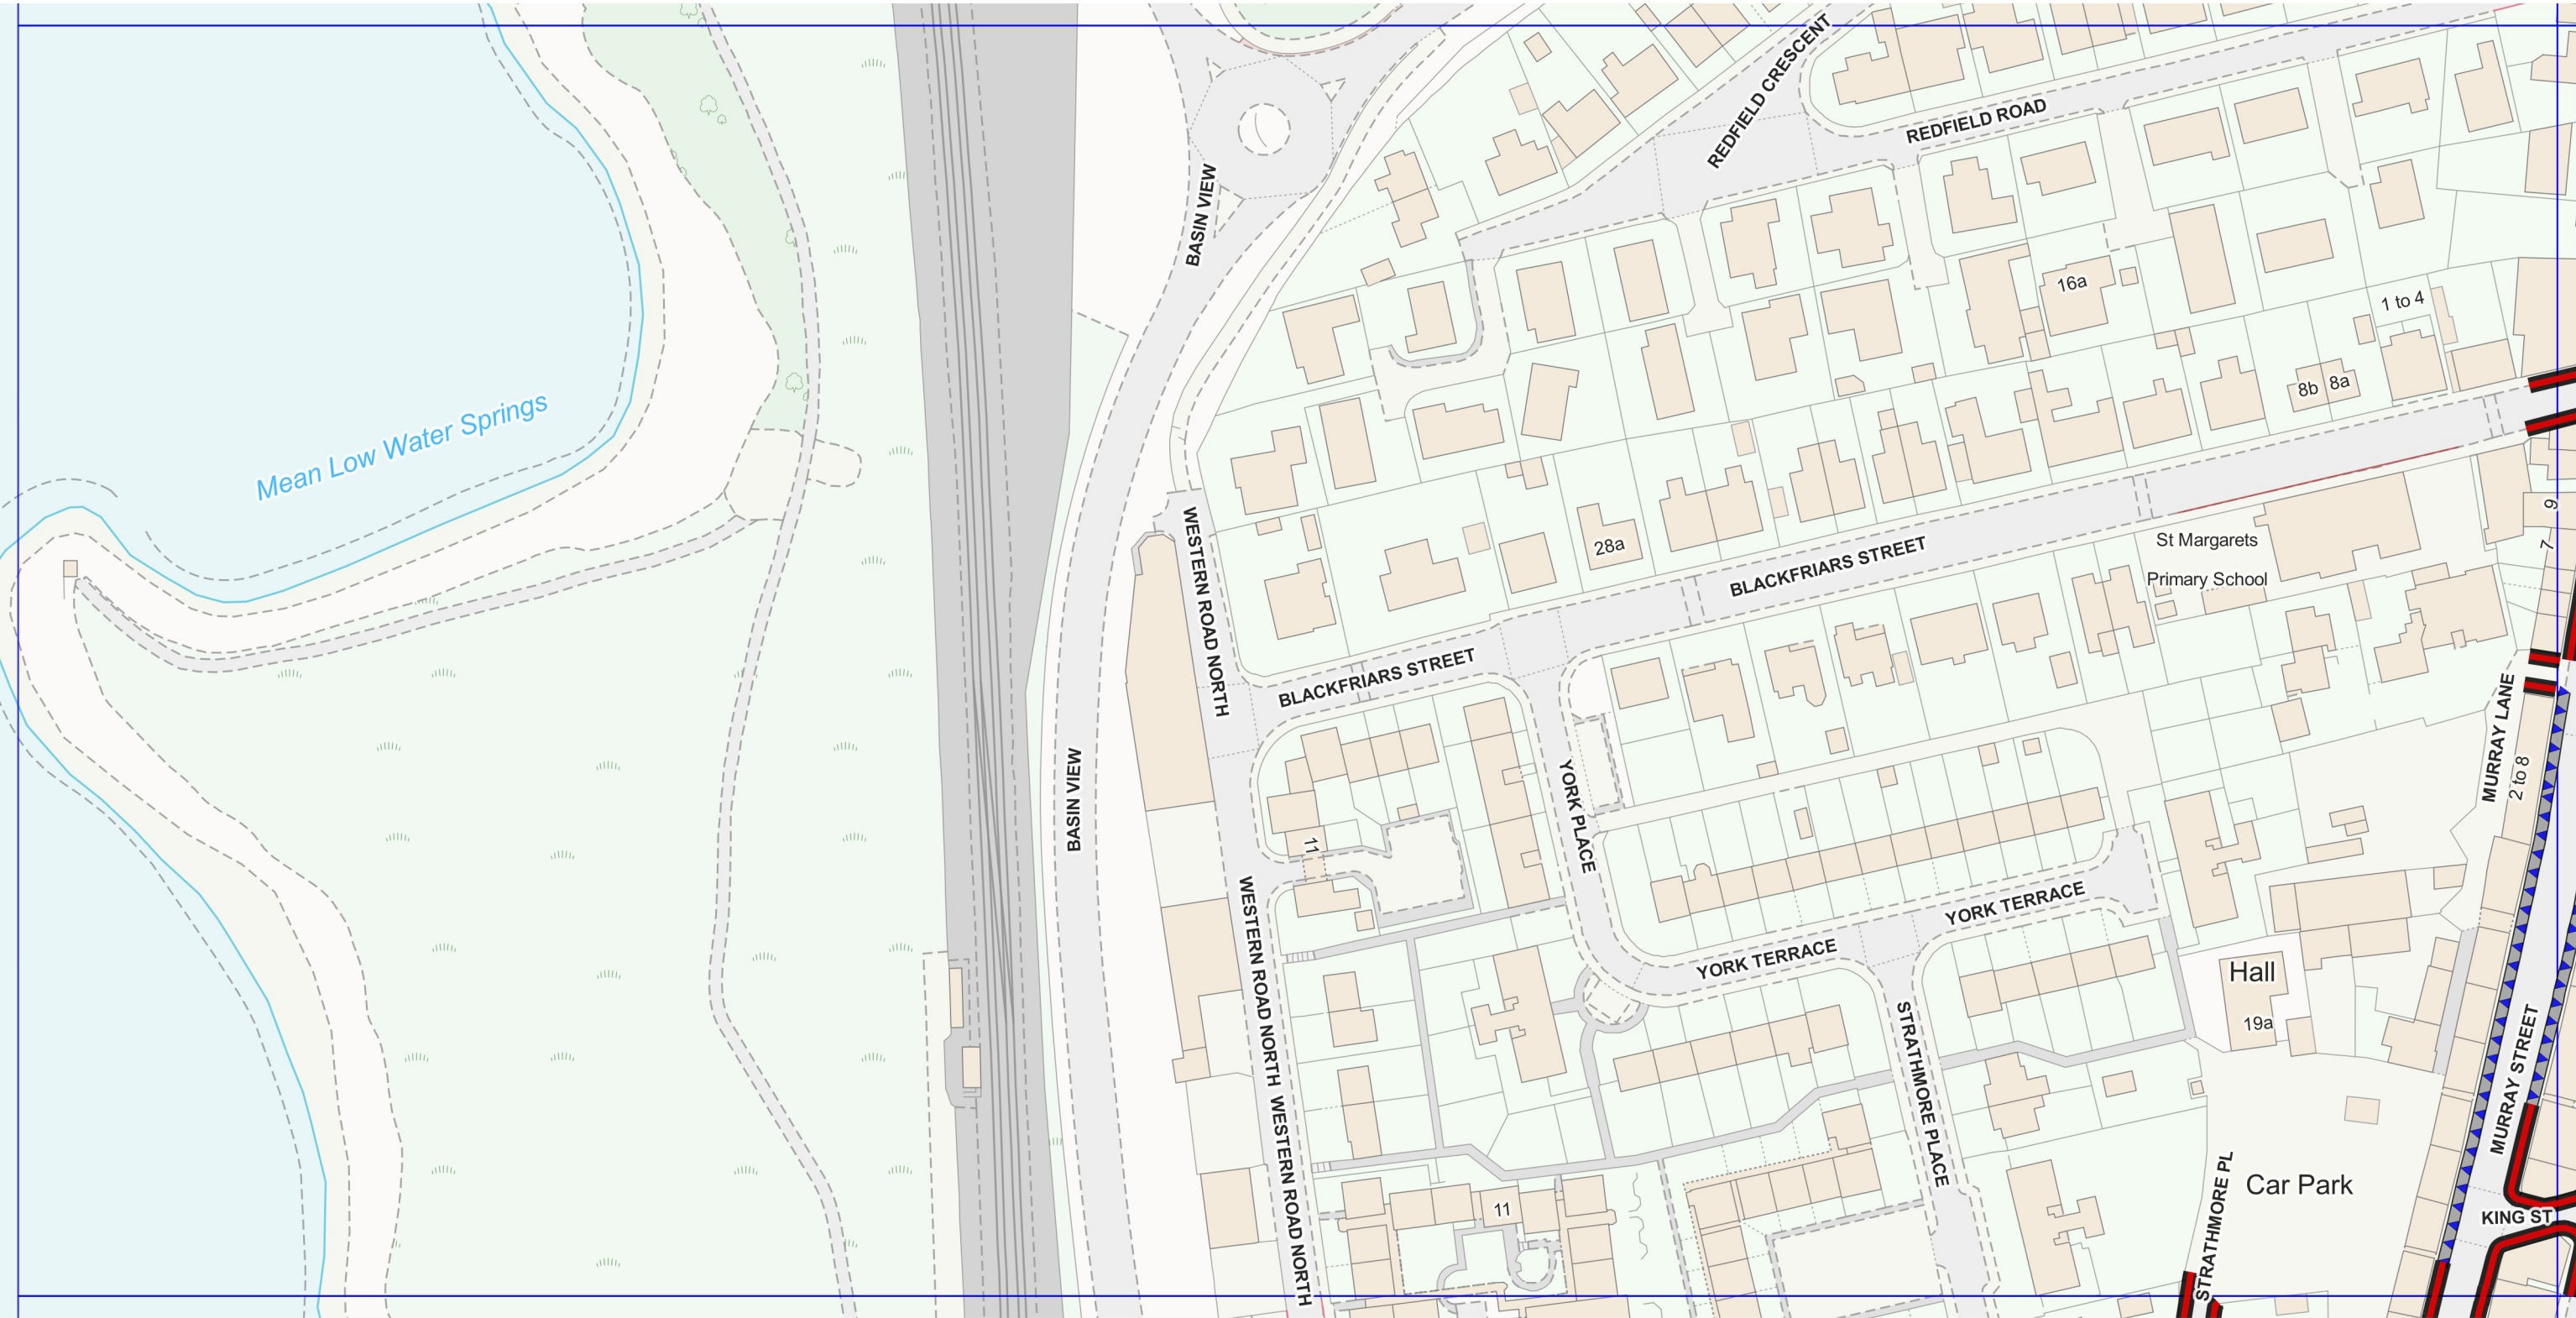 REDFIELD CRESCENT
REDFIELD ROAD
BASIN VIEW
16a
1 to 4
8b
8a
Mean Low Water Springs
WESTERN ROAD NORTH
28a
BLACKFRIARS STREET
St Margarets
Primary School
9
7
BLACKFRIARS STREET
MURRAY LANE
2 to 8
BASIN VIEW
YORK PLACE
11
YORK TERRACE
YORK TERRACE
WESTERN ROAD NORTH
Hall
19a
STRATHMORE PLACE
MURRAY STREET
WESTERN ROAD NORTH
11
STRATHMORE PL
Car Park
KING ST